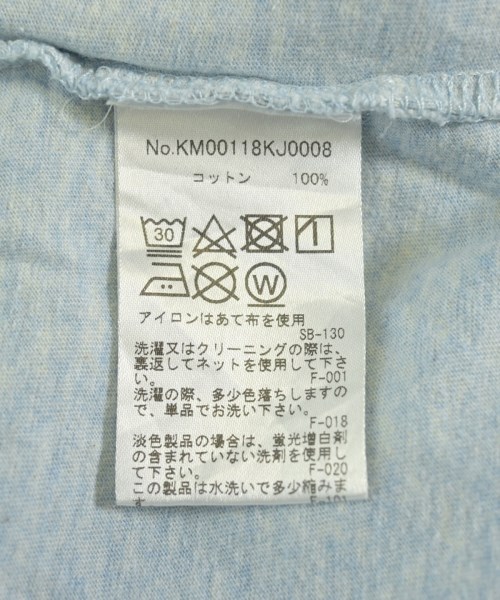 No.KM00118KJ0008
コットン 100%
30
W
アイロンはあて布を使用
SB-130
洗濯又はクリーニングの際は、
裏返してネットを使用して下さ
い。 F-001
洗濯の際、多少色落ちしますの
で、単品でお洗い下さい。
F-018
淡色製品の場合は、蛍光増白剤
の含まれていない洗剤を使用し
て下さい。 F-020
この製品は水洗いで多少縮みま
す